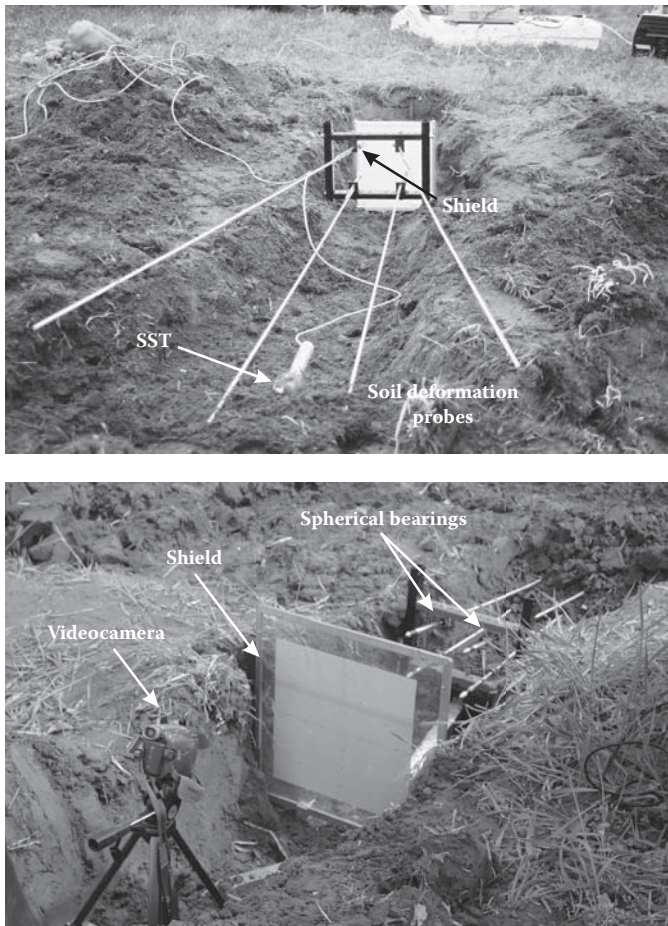 Shield
SST
Soil deformation
probes
Spherical bearings
Shield
Videocamera